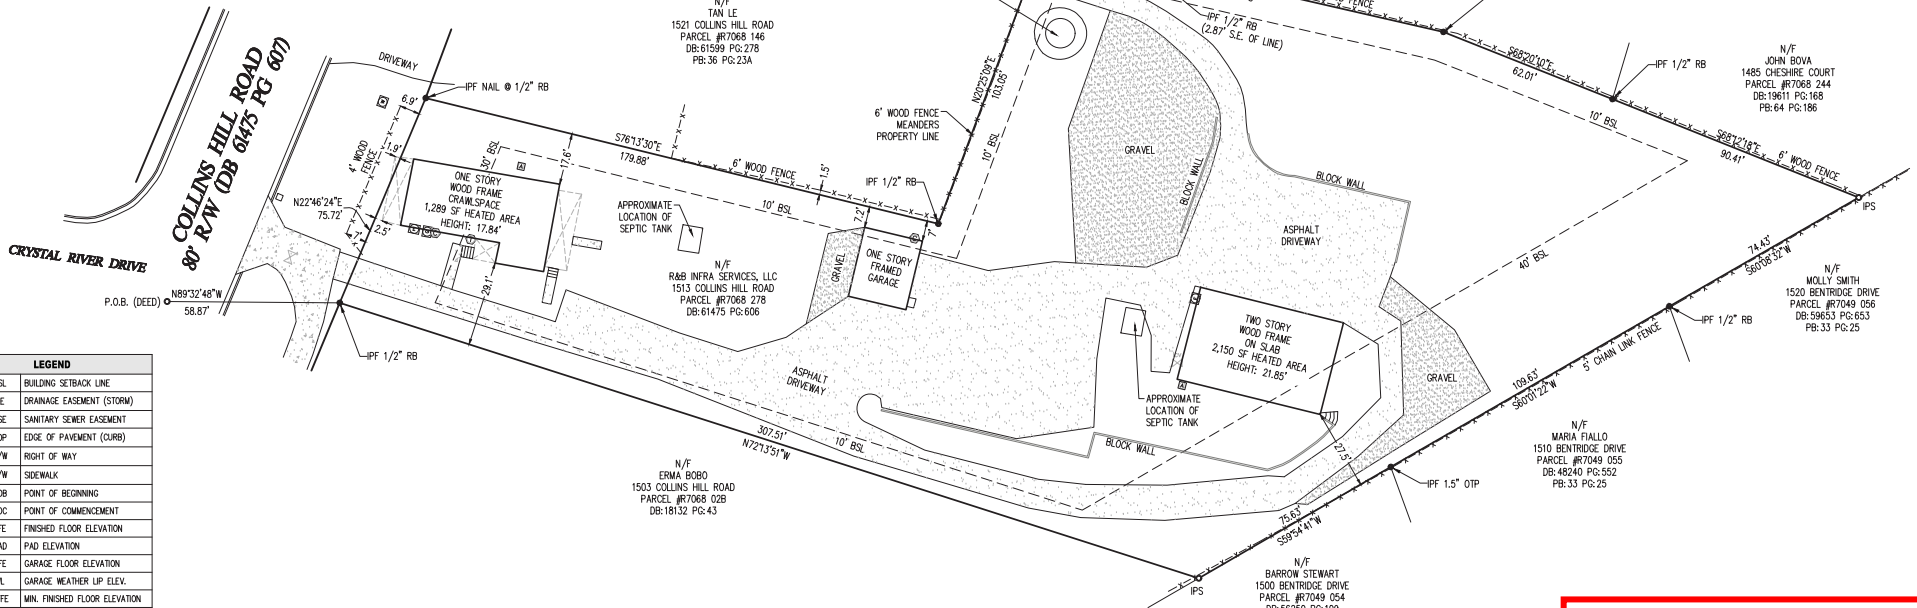 N/F
TAN LE
1521 COLLINS HILL ROAD
PARCEL #R7068 146
DB:61599 PG:278
PB:36 PG:23A
IPF 1/2" RB
(2.87' S.E. OF LINE)
FENCE
S68°20'10"E
62.01'
IPF 1/2" RB
N/F
JOHN BOVA
1485 CHESHIRE COURT
PARCEL #R7068 244
DB:19611 PG:168
PB:64 PG:186
COLLINS HILL ROAD
80' R/W (DB 61475 PG 607)
DRIVEWAY
IPF NAIL @ 1/2" RB
6.9'
N20°25'09"E
103.05'
6' WOOD FENCE
MEANDERS
PROPERTY LINE
10' BSL
GRAVEL
BLOCK WALL
BLOCK WALL
10' BSL
S68°12'18"E
90.41'
6' WOOD FENCE
IPS
4' WOOD
FENCE
1.9'
S76°13'30"E
179.88'
30' BSL
17.6'
6' WOOD FENCE
1.5'
IPF 1/2" RB
10' BSL
7.2'
7'
ONE STORY
WOOD FRAME
CRAWLSPACE
1,289 SF HEATED AREA
HEIGHT: 17.84'
A
APPROXIMATE
LOCATION OF
SEPTIC TANK
N22°46'24"E
75.72'
2.5'
4.7'
29.1'
ASPHALT
DRIVEWAY
40' BSL
74.43'
S60°08'32"W
CRYSTAL RIVER DRIVE
P.O.B. (DEED)
N89°32'48"W
58.87'
IPF 1/2" RB
N/F
R&B INFRA SERVICES, LLC
1513 COLLINS HILL ROAD
PARCEL #R7068 278
DB:61475 PG:606
GRAVEL
ONE STORY
FRAMED
GARAGE
N/F
MOLLY SMITH
1520 BENTRIDGE DRIVE
PARCEL #R7049 056
DB:59653 PG:653
PB:33 PG:25
IPF 1/2" RB
TWO STORY
WOOD FRAME
ON SLAB
2,150 SF HEATED AREA
HEIGHT: 21.85'
A
APPROXIMATE
LOCATION OF
SEPTIC TANK
GRAVEL
5' CHAIN LINK FENCE
109.63'
S60°01'22"W
ASPHALT
DRIVEWAY
307.51'
N72°13'51"W
10' BSL
BLOCK WALL
27.5'
IPF 1.5" OTP
N/F
MARIA FIALLO
1510 BENTRIDGE DRIVE
PARCEL #R7049 055
DB:48240 PG:552
PB:33 PG:25
N/F
ERMA BOBO
1503 COLLINS HILL ROAD
PARCEL #R7068 02B
DB:18132 PG:43
75.63'
S59°54'41"W
IPS
N/F
BARROW STEWART
1500 BENTRIDGE DRIVE
PARCEL #R7049 054
LEGEND
SL BUILDING SETBACK LINE
E DRAINAGE EASEMENT (STORM)
SE SANITARY SEWER EASEMENT
OP EDGE OF PAVEMENT (CURB)
/W RIGHT OF WAY
/W SIDEWALK
OB POINT OF BEGINNING
OC POINT OF COMMENCEMENT
FE FINISHED FLOOR ELEVATION
AD PAD ELEVATION
FE GARAGE FLOOR ELEVATION
L GARAGE WEATHER LIP ELEV.
FE MIN. FINISHED FLOOR ELEVATION